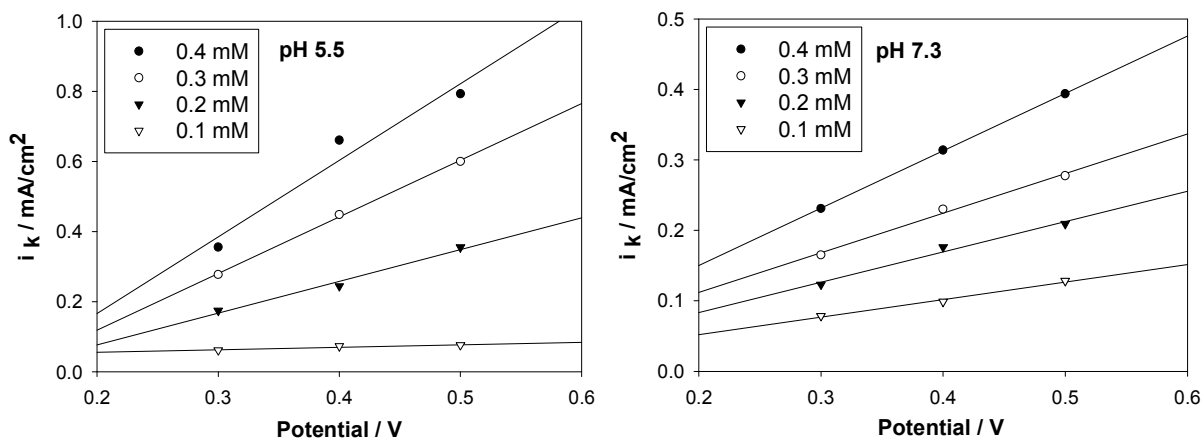 1.0
0.8
0.6
0.4
0.2
0.0
i k / mA/cm2
0.4 mM
0.3 mM
0.2 mM
0.1 mM
pH 5.5
0.2 0.3 0.4 0.5 0.6
Potential / V
0.5
0.4
0.3
0.2
0.1
0.0
i k / mA/cm2
0.4 mM
0.3 mM
0.2 mM
0.1 mM
pH 7.3
0.2 0.3 0.4 0.5 0.6
Potential / V